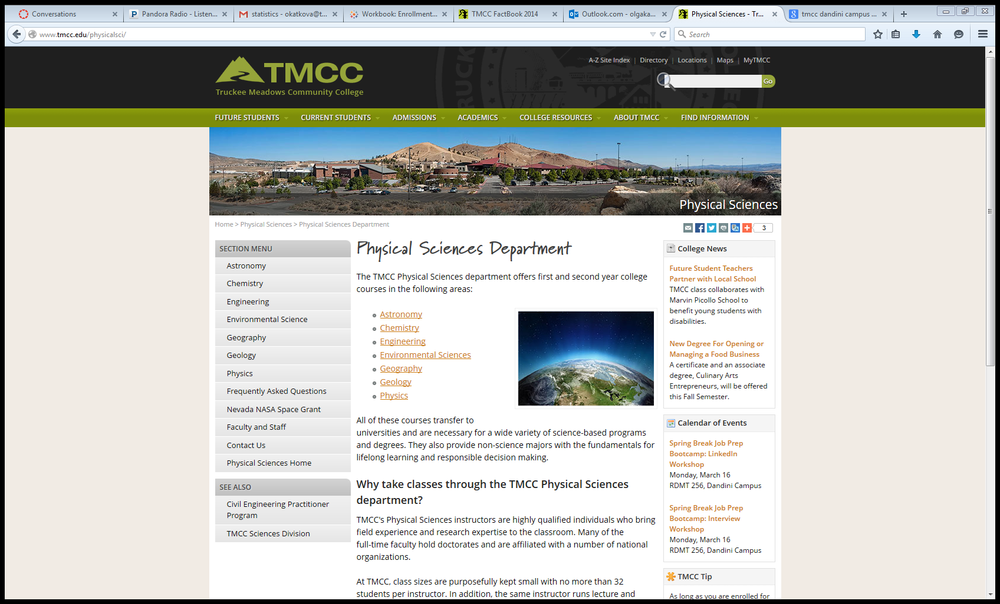 Conversations
Pandora Radio - Listen...
statistics - okatkova@t...
Workbook: Enrollment...
TMCC FactBook 2014
Outlook.com - olgaka...
Physical Sciences - Tr...
tmcc dandini campus ...
www.tmcc.edu/physicalsci/
Search
TMCC
Truckee Meadows Community College
A-Z Site Index | Directory | Locations | Maps | MyTMCC
Go
FUTURE STUDENTS
CURRENT STUDENTS
ADMISSIONS
ACADEMICS
COLLEGE RESOURCES
ABOUT TMCC
FIND INFORMATION
Physical Sciences
Home > Physical Sciences > Physical Sciences Department
3
SECTION MENU
Astronomy
Chemistry
Engineering
Environmental Science
Geography
Geology
Physics
Frequently Asked Questions
Nevada NASA Space Grant
Faculty and Staff
Contact Us
Physical Sciences Home
SEE ALSO
Civil Engineering Practitioner
Program
TMCC Sciences Division
Physical Sciences Department
The TMCC Physical Sciences department offers first and second year college
courses in the following areas:
Astronomy
Chemistry
Engineering
Environmental Sciences
Geography
Geology
Physics
All of these courses transfer to
universities and are necessary for a wide variety of science-based programs
and degrees. They also provide non-science majors with the fundamentals for
lifelong learning and responsible decision making.
Why take classes through the TMCC Physical Sciences
department?
TMCC's Physical Sciences instructors are highly qualified individuals who bring
field experience and research expertise to the classroom. Many of the
full-time faculty hold doctorates and are affiliated with a number of national
organizations.
At TMCC, class sizes are purposefully kept small with no more than 32
students per instructor. In addition, the same instructor runs lecture and
College News
Future Student Teachers
Partner with Local School
TMCC class collaborates with
Marvin Picollo School to
benefit young students with
disabilities.
New Degree For Opening or
Managing a Food Business
A certificate and an associate
degree, Culinary Arts
Entrepreneurs, will be offered
this Fall Semester.
Calendar of Events
Spring Break Job Prep
Bootcamp: LinkedIn
Workshop
Monday, March 16
RDMT 256, Dandini Campus
Spring Break Job Prep
Bootcamp: Interview
Workshop
Monday, March 16
RDMT 256, Dandini Campus
TMCC Tip
As long as you are enrolled for